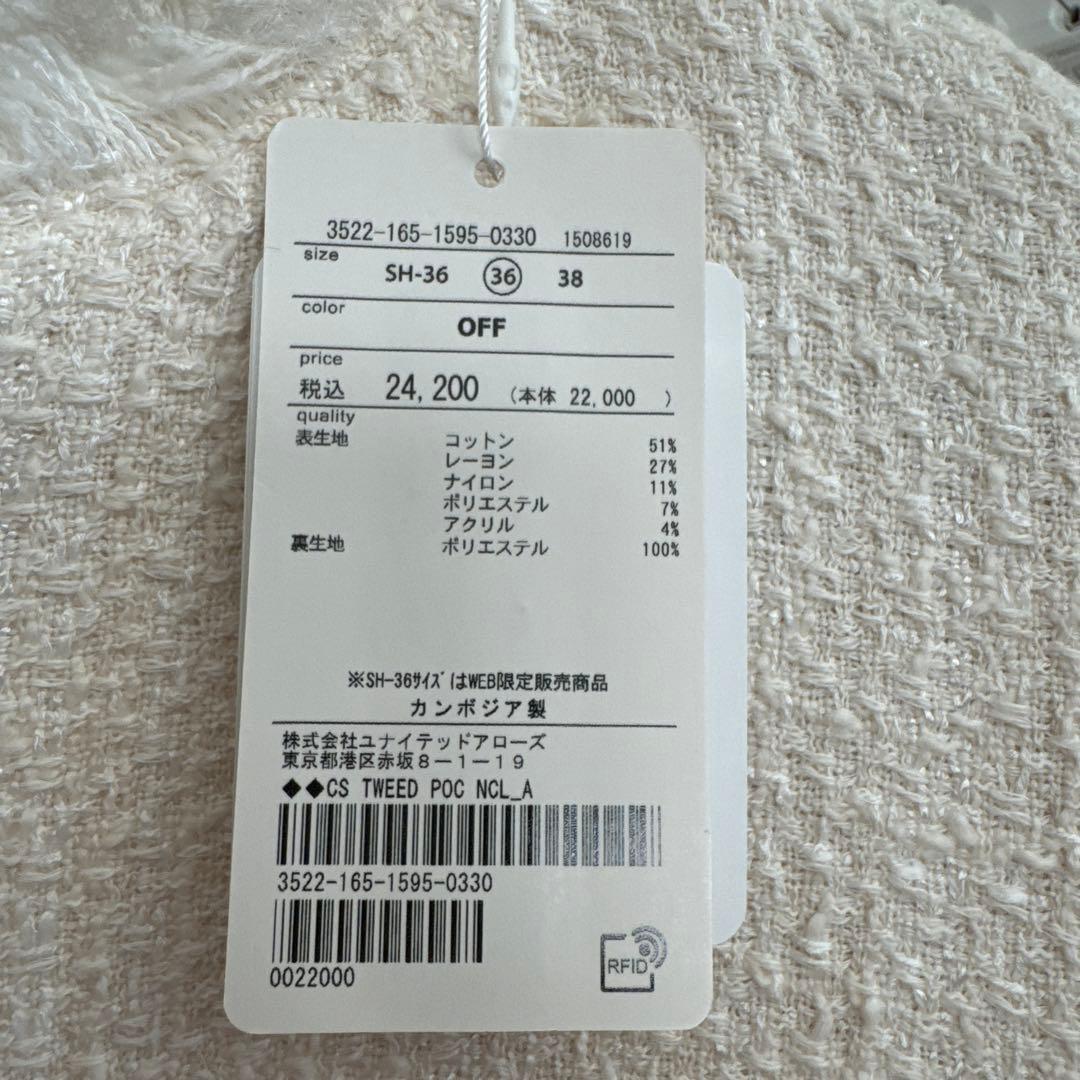 3522-165-1595-0330 1508619
size
SH-36 36 38
color
OFF
price
税込 24,200 (本体 22,000 )
quality
表生地 コットン 51%
レーヨン 27%
ナイロン 11%
ポリエステル 7%
アクリル 4%
裏生地 ポリエステル 100%
※SH-36ｻｲｽﾞはWEB限定販売商品
カンボジア製
株式会社ユナイテッドアローズ
東京都港区赤坂８－１－１９
◆◆CS TWEED POC NCL_A
3522-165-1595-0330
0022000
RFID